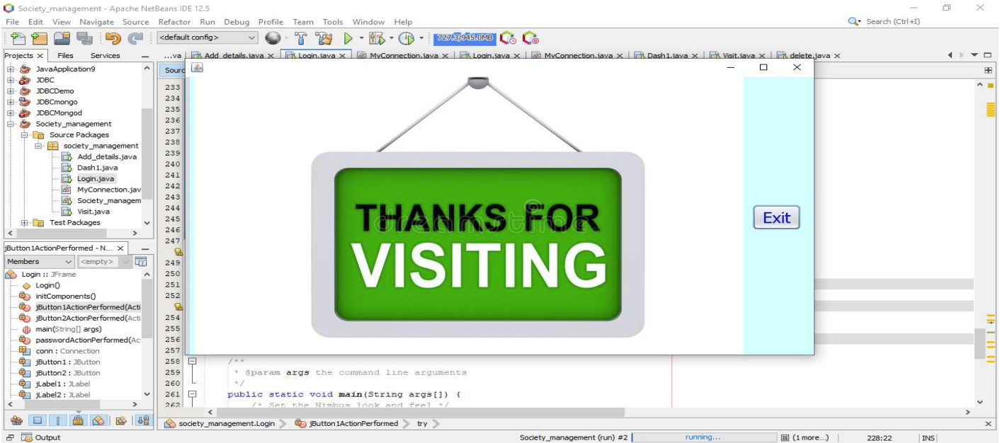 Society_management - Apache NetBeans IDE 12.5
File Edit View Navigate Source Refactor Run Debug Profile Team Tools Window Help
Search (Ctrl+I)
<default config>
727.3/945.0MB
Projects Files Services
...va Add_details.java Login.java MyConnection.java Login.java MyConnection.java Dash1.java Visit.java delete.java
JavaApplication9
JDBC
JDBCDemo
JDBCmongo
JDBCMongod
Society_management
Source Packages
society_management
Add_details.java
Dash1.java
Login.java
MyConnection.jav
Society_managem
Visit.java
Test Packages
jButton1ActionPerformed - N...
Members <empty>
Login :: JFrame
Login()
initComponents()
jButton1ActionPerformed(Acti
jButton2ActionPerformed(Acti
main(String[] args)
passwordActionPerformed(Ac
conn : Connection
jButton1 : JButton
jButton2 : JButton
jLabel1 : JLabel
jLabel2 : JLabel
Sourc
233
234
235
236
237
238
239
240
241
242
243
244
245
246
247
249
250
251
252
254
255
256
257
THANKS FOR
dreamstime
VISITING
Exit
258 /**
259 * @param args the command line arguments
260 */
261 public static void main(String args[]) {
262 /* Set the Nimbus look and feel */
society_management.Login jButton1ActionPerformed try
Output
Society_management (run) #2 running... (1 more...) 228:22 INS